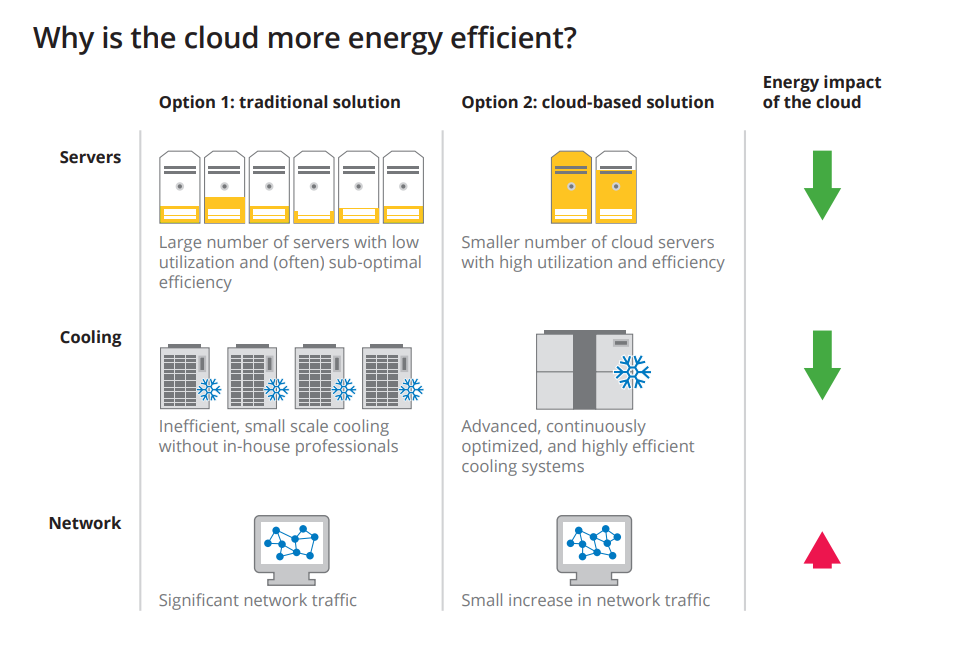 Why is the cloud more energy efficient?
Option 1: traditional solution
Option 2: cloud-based solution
Energy impact
of the cloud
Servers
Large number of servers with low
utilization and (often) sub-optimal
efficiency
Smaller number of cloud servers
with high utilization and efficiency
Cooling
Inefficient, small scale cooling
without in-house professionals
Advanced, continuously
optimized, and highly efficient
cooling systems
Network
Significant network traffic
Small increase in network traffic